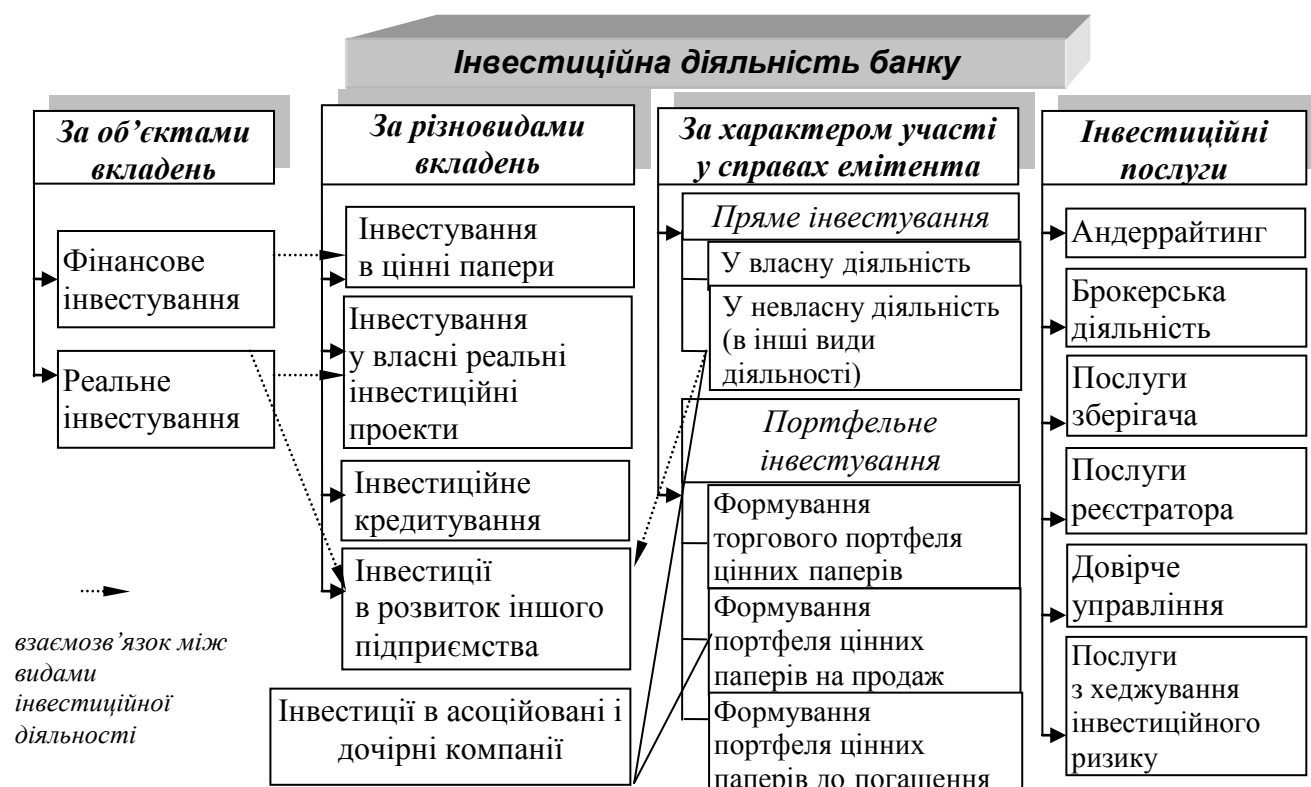 Інвестиційна діяльність банку
За об’єктами
вкладень
Фінансове
інвестування
Реальне
інвестування
взаємозв’язок між
видами
інвестиційної
діяльності
За різновидами
вкладень
Інвестування
в цінні папери
Інвестування
у власні реальні
інвестиційні
проекти
Інвестиційне
кредитування
Інвестиції
в розвиток іншого
підприємства
Інвестиції в асоційовані і
дочірні компанії
За характером участі
у справах емітента
Пряме інвестування
У власну діяльність
У невласну діяльність
(в інші види
діяльності)
Портфельне
інвестування
Формування
торгового портфеля
цінних паперів
Формування
портфеля цінних
паперів на продаж
Формування
портфеля цінних
паперів до погашення
Інвестиційні
послуги
Андеррайтинг
Брокерська
діяльність
Послуги
зберігача
Послуги
реєстратора
Довірче
управління
Послуги
з хеджування
інвестиційного
ризику